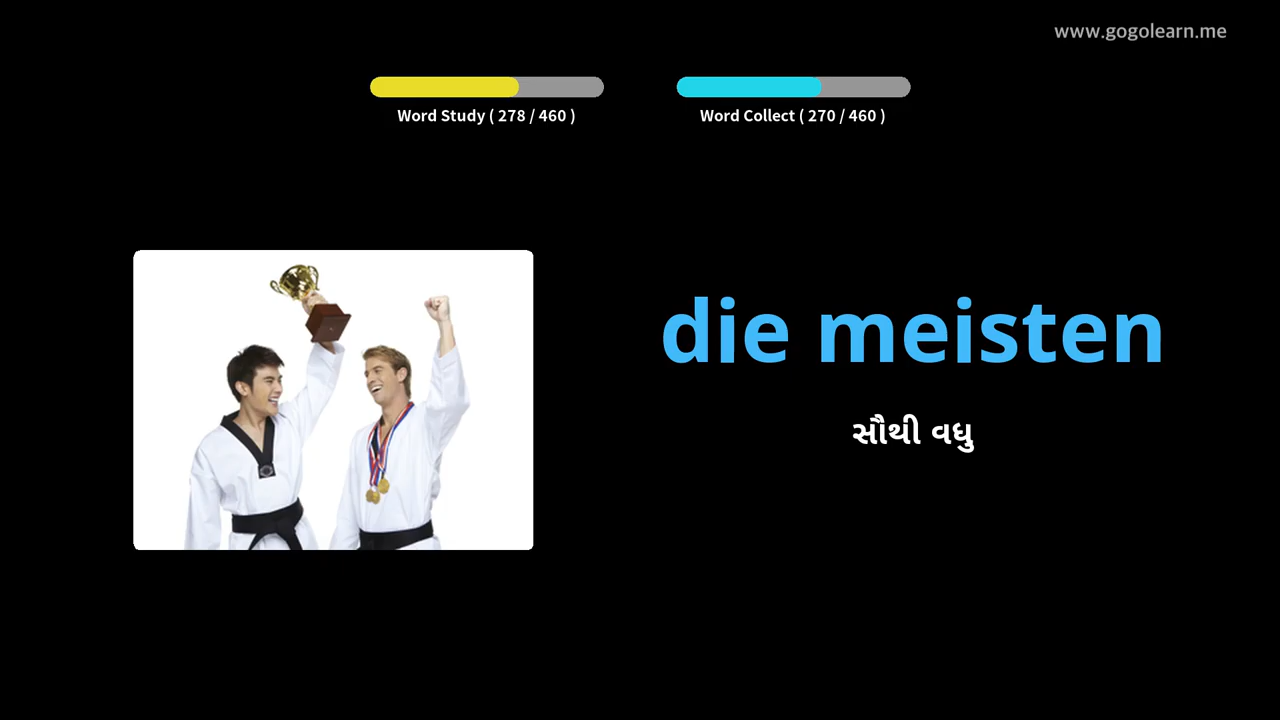 www.gogolearn.me
Word Study ( 278 / 460 )
Word Collect ( 270 / 460 )
die meisten
સૌથી વધુ